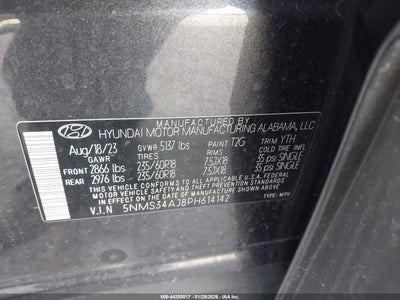 MANUFACTURED BY
HYUNDAI MOTOR MANUFACTURING ALABAMA, LLC
Aug/18/23 GVWR 5137 lbs PAINT T2G TRIM YTH
GAWR TIRES RIMS COLD TIRE INFL.
FRONT 2866 lbs 235/60R18 7.5JX18 35 psi SINGLE
REAR 2976 lbs 235/60R18 7.5JX18 35 psi SINGLE
THIS VEHICLE CONFORMS TO ALL APPLICABLE U.S.A. FEDERAL
MOTOR VEHICLE SAFETY AND THEFT PREVENTION STANDARDS
IN EFFECT ON THE DATE OF MANUFACTURE SHOWN ABOVE.
V.I.N 5NMS34AJ8PH614142 TYPE: MPV
000-44255017 | 01/28/2026 | IAA